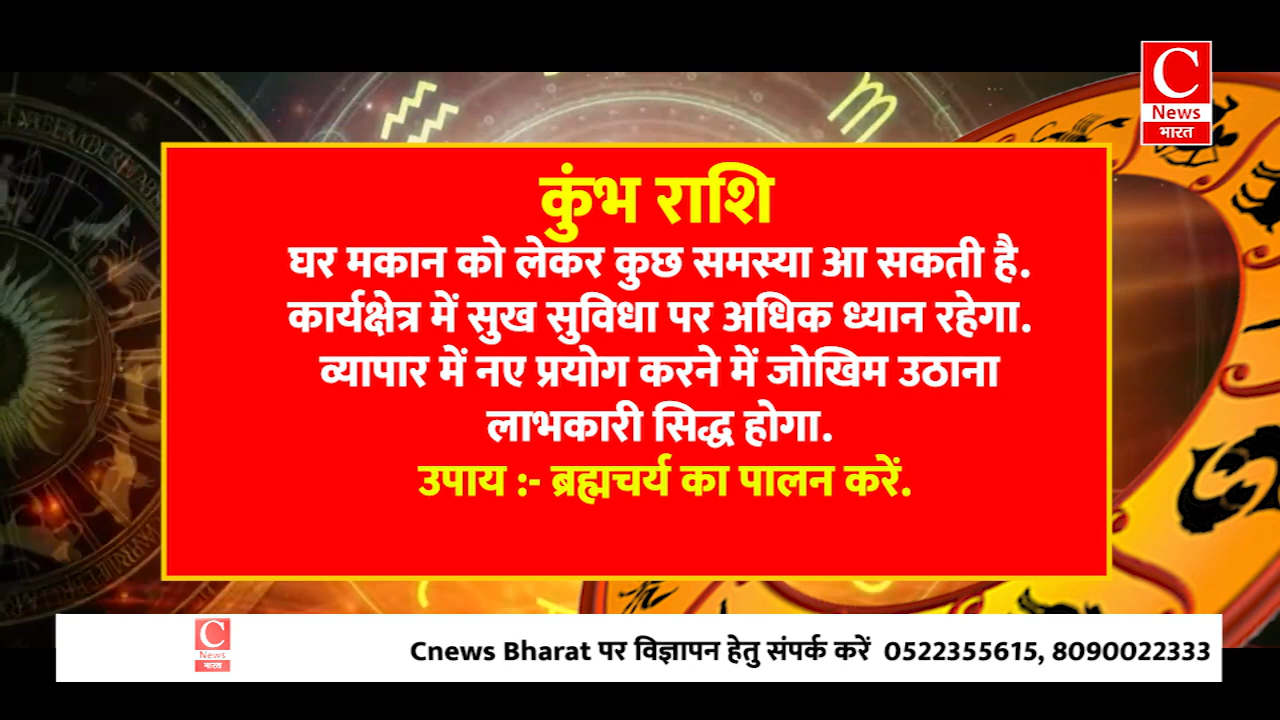 C
News
भारत
कुंभ राशि
घर मकान को लेकर कुछ समस्या आ सकती है.
कार्यक्षेत्र में सुख सुविधा पर अधिक ध्यान रहेगा.
व्यापार में नए प्रयोग करने में जोखिम उठाना
लाभकारी सिद्ध होगा.
उपाय :- ब्रह्मचर्य का पालन करें.
C
News
भारत
Cnews Bharat पर विज्ञापन हेतु संपर्क करें 0522355615, 8090022333